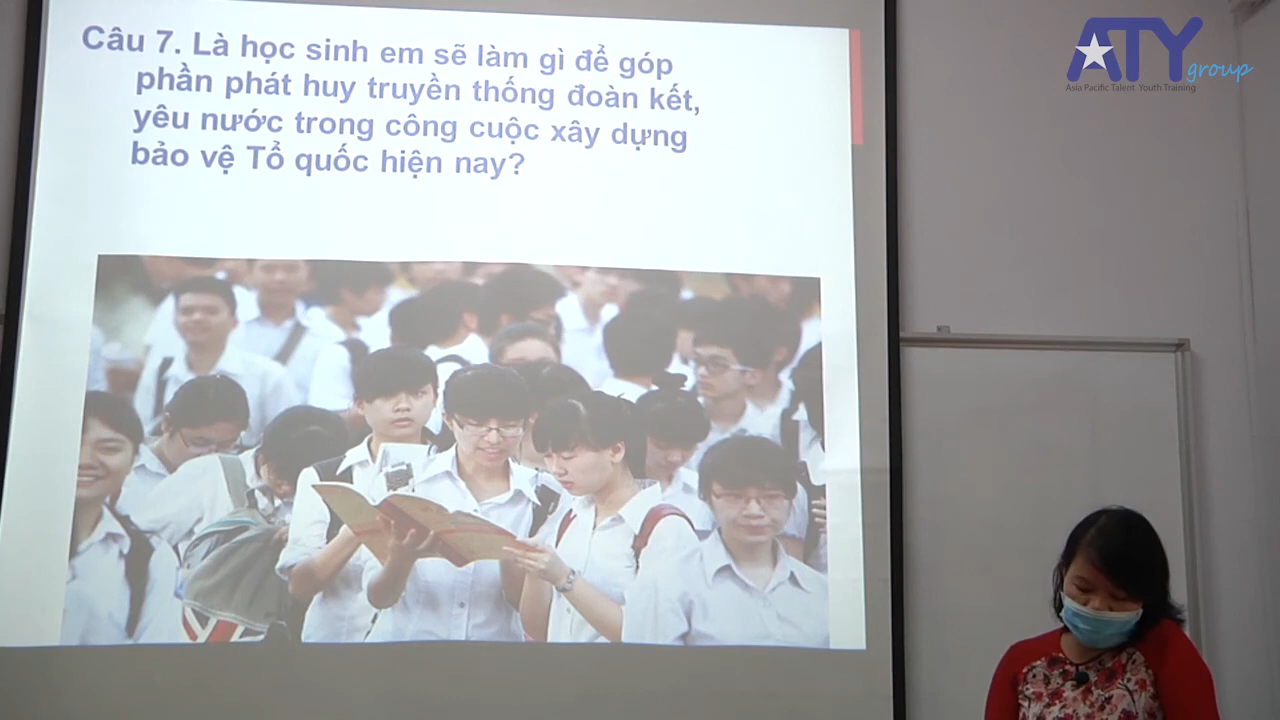 Câu 7. Là học sinh em sẽ làm gì để góp
phần phát huy truyền thống đoàn kết,
yêu nước trong công cuộc xây dựng
bảo vệ Tổ quốc hiện nay?
ATY
group
Asia Pacific Talent Youth Training